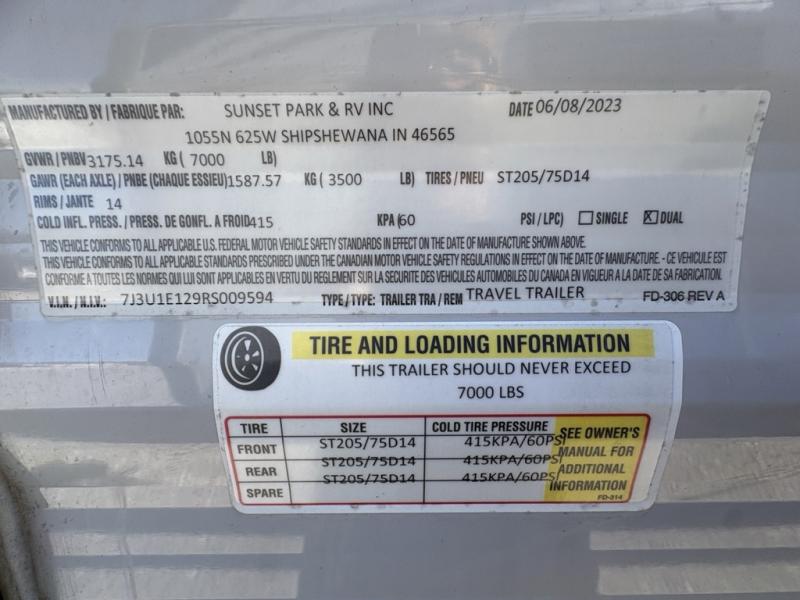 MANUFACTURED BY / FABRIQUE PAR: SUNSET PARK & RV INC DATE 06/08/2023
1055N 625W SHIPSHEWANA IN 46565
GVWR / PNBV 3175.14 KG ( 7000 LB)
GAWR (EACH AXLE) / PNBE (CHAQUE ESSIEU) 1587.57 KG ( 3500 LB) TIRES / PNEU ST205/75D14
RIMS / JANTE 14
COLD INFL. PRESS. / PRESS. DE GONFL. A FROID 415 KPA (60 PSI / LPC) SINGLE X DUAL
THIS VEHICLE CONFORMS TO ALL APPLICABLE U.S. FEDERAL MOTOR VEHICLE SAFETY STANDARDS IN EFFECT ON THE DATE OF MANUFACTURE SHOWN ABOVE.
THIS VEHICLE CONFORMS TO ALL APPLICABLE STANDARDS PRESCRIBED UNDER THE CANADIAN MOTOR VEHICLE SAFETY REGULATIONS IN EFFECT ON THE DATE OF MANUFACTURE. - CE VEHICULE EST
CONFORME A TOUTES LES NORMES QUI LUI SONT APPLICABLES EN VERTU DU REGLEMENT SUR LA SECURITE DES VEHICULES AUTOMOBILES DU CANADA EN VIGUEUR A LA DATE DE SA FABRICATION.
V.I.N. / N.I.V.: 7J3U1E129RS009594 TYPE / TYPE: TRAILER TRA / REM TRAVEL TRAILER FD-306 REV A
TIRE AND LOADING INFORMATION
THIS TRAILER SHOULD NEVER EXCEED
7000 LBS
TIRE SIZE COLD TIRE PRESSURE
FRONT ST205/75D14 415KPA/60PSI
REAR ST205/75D14 415KPA/60PSI
SPARE ST205/75D14 415KPA/60PSI
SEE OWNER'S
MANUAL FOR
ADDITIONAL
INFORMATION
FD-314